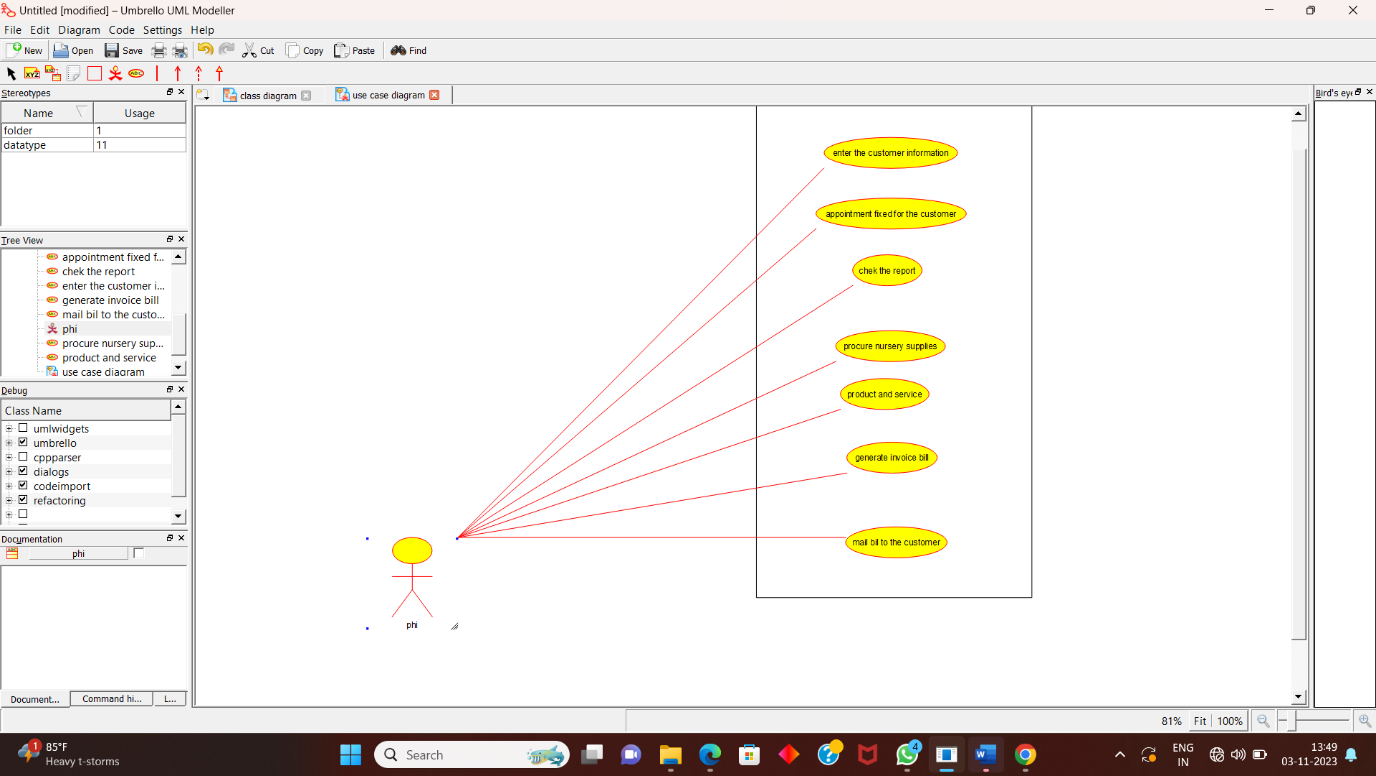 Untitled [modified] – Umbrello UML Modeller
File Edit Diagram Code Settings Help
New Open Save Cut Copy Paste Find
XYZ ABC
Stereotypes
class diagram use case diagram
Bird's eye
Name Usage
folder 1
datatype 11
Tree View
appointment fixed f...
chek the report
enter the customer i...
generate invoice bill
mail bil to the custo...
phi
procure nursery sup...
product and service
use case diagram
Debug
Class Name
umlwidgets
umbrello
cppparser
dialogs
codeimport
refactoring
Documentation
phi
Document... Command hi... L...
enter the customer information
appointment fixed for the customer
chek the report
procure nursery supplies
product and service
generate invoice bill
mail bil to the customer
phi
81% Fit 100%
1 85°F
Heavy t-storms
Search
4
ENG
IN
13:49
03-11-2023